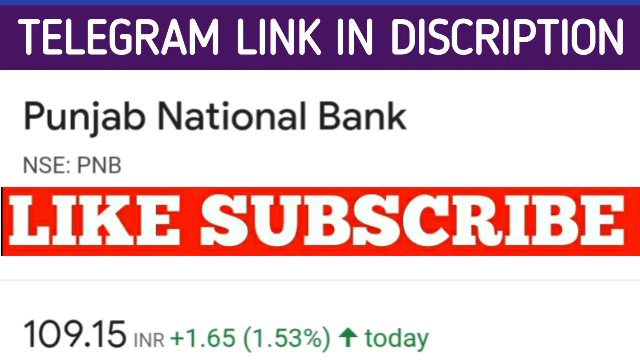 TELEGRAM LINK IN DISCRIPTION
Punjab National Bank
NSE: PNB
LIKE SUBSCRIBE
109.15 INR +1.65 (1.53%) ↑ today